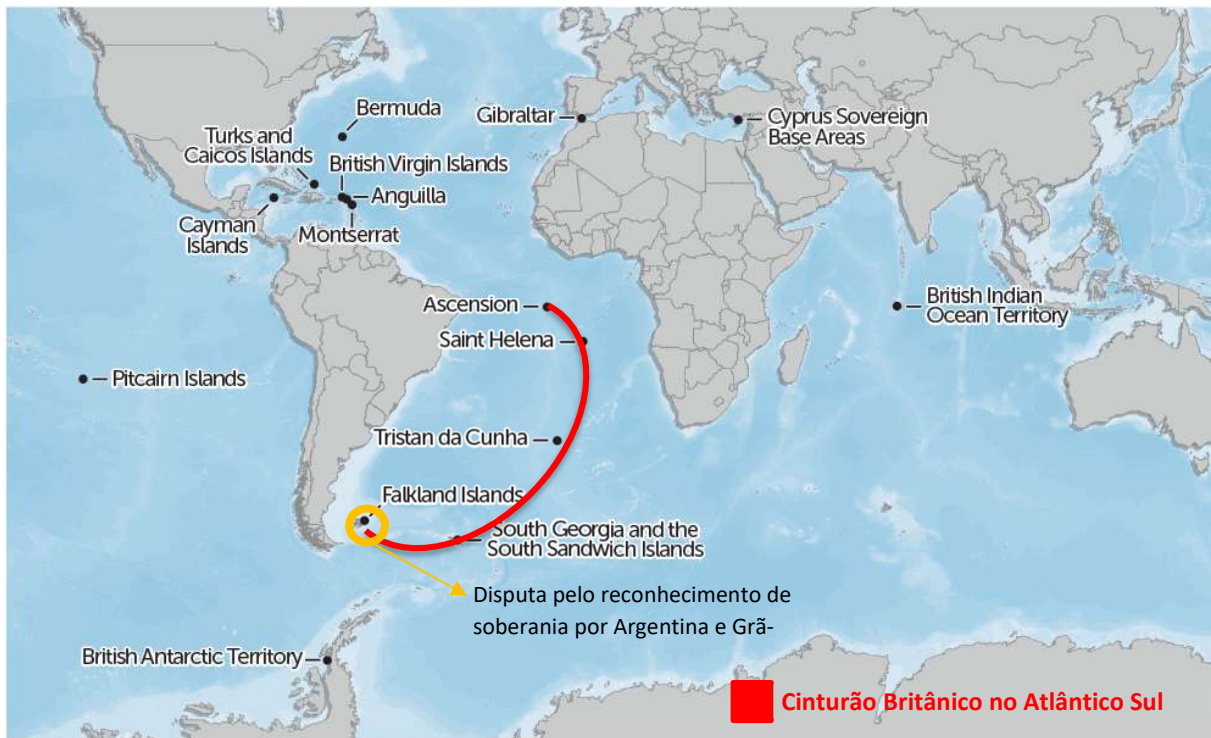 Bermuda
Gibraltar
Cyprus Sovereign
Base Areas
Turks and
Caicos Islands
British Virgin Islands
Anguilla
Cayman
Islands
Montserrat
Ascension
British Indian
Ocean Territory
Saint Helena
Pitcairn Islands
Tristan da Cunha
Falkland Islands
South Georgia and the
South Sandwich Islands
Disputa pelo reconhecimento de
soberania por Argentina e Grã-
British Antarctic Territory
Cinturão Britânico no Atlântico Sul